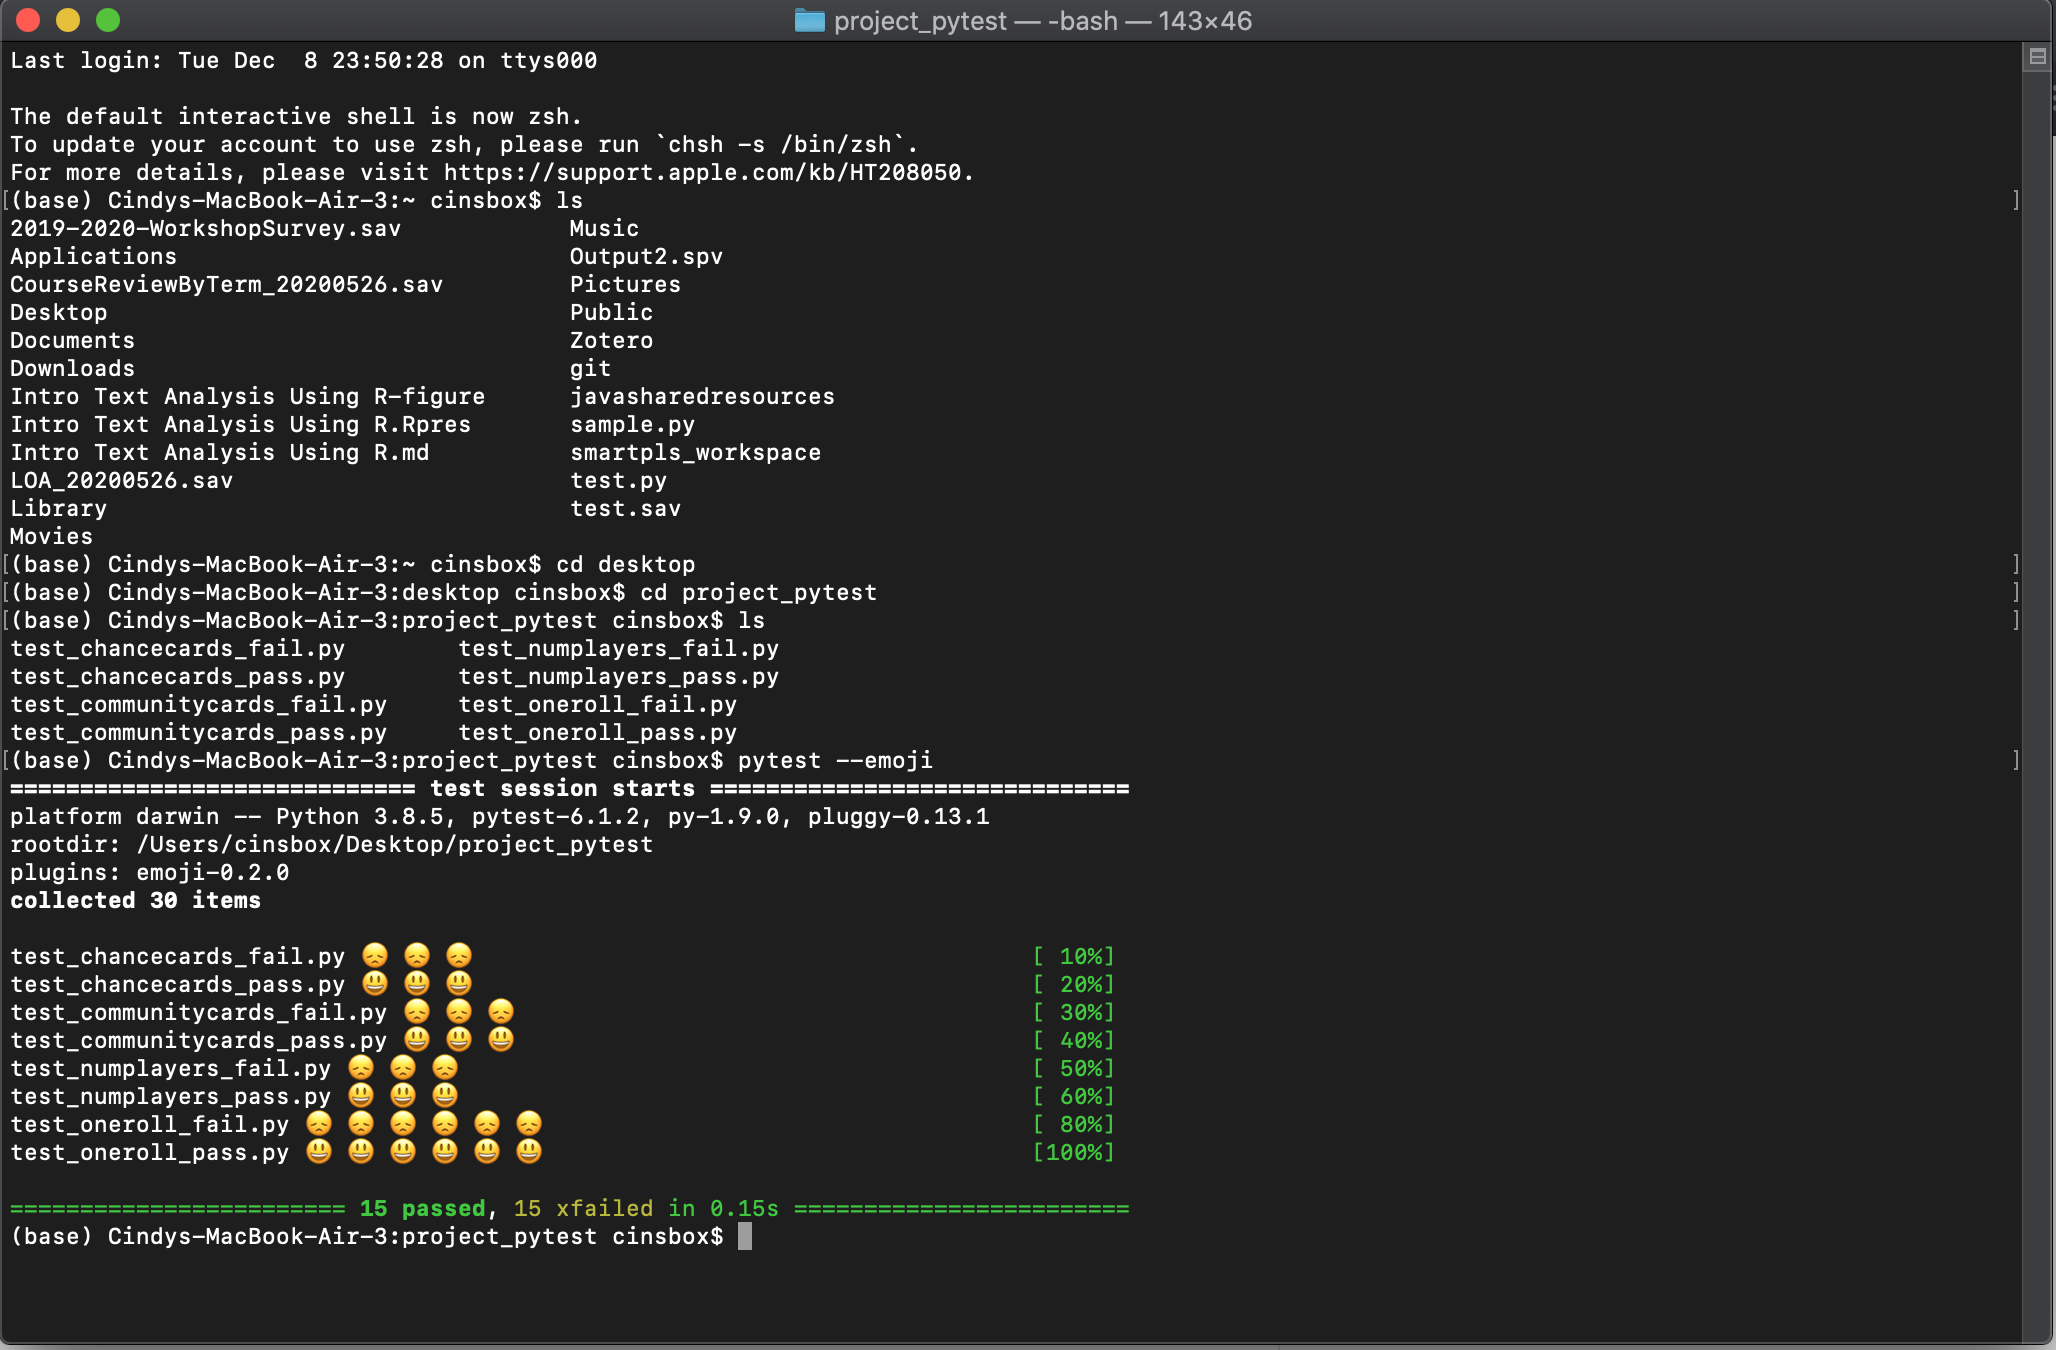 project_pytest — -bash — 143×46
Last login: Tue Dec  8 23:50:28 on ttys000
The default interactive shell is now zsh.
To update your account to use zsh, please run `chsh -s /bin/zsh`.
For more details, please visit https://support.apple.com/kb/HT208050.
[(base) Cindys-MacBook-Air-3:~ cinsbox$ ls ]
2019-2020-WorkshopSurvey.sav            Music
Applications                            Output2.spv
CourseReviewByTerm_20200526.sav         Pictures
Desktop                                 Public
Documents                               Zotero
Downloads                               git
Intro Text Analysis Using R-figure      javasharedresources
Intro Text Analysis Using R.Rpres       sample.py
Intro Text Analysis Using R.md          smartpls_workspace
LOA_20200526.sav                        test.py
Library                                 test.sav
Movies
[(base) Cindys-MacBook-Air-3:~ cinsbox$ cd desktop ]
[(base) Cindys-MacBook-Air-3:desktop cinsbox$ cd project_pytest ]
[(base) Cindys-MacBook-Air-3:project_pytest cinsbox$ ls ]
test_chancecards_fail.py        test_numplayers_fail.py
test_chancecards_pass.py        test_numplayers_pass.py
test_communitycards_fail.py     test_oneroll_fail.py
test_communitycards_pass.py     test_oneroll_pass.py
[(base) Cindys-MacBook-Air-3:project_pytest cinsbox$ pytest --emoji ]
============================= test session starts ==============================
platform darwin -- Python 3.8.5, pytest-6.1.2, py-1.9.0, pluggy-0.13.1
rootdir: /Users/cinsbox/Desktop/project_pytest
plugins: emoji-0.2.0
collected 30 items
test_chancecards_fail.py 😞 😞 😞 [ 10%]
test_chancecards_pass.py 😃 😃 😃 [ 20%]
test_communitycards_fail.py 😞 😞 😞 [ 30%]
test_communitycards_pass.py 😃 😃 😃 [ 40%]
test_numplayers_fail.py 😞 😞 😞 [ 50%]
test_numplayers_pass.py 😃 😃 😃 [ 60%]
test_oneroll_fail.py 😞 😞 😞 😞 😞 😞 [ 80%]
test_oneroll_pass.py 😃 😃 😃 😃 😃 😃 [100%]
======================== 15 passed, 15 xfailed in 0.15s ========================
(base) Cindys-MacBook-Air-3:project_pytest cinsbox$